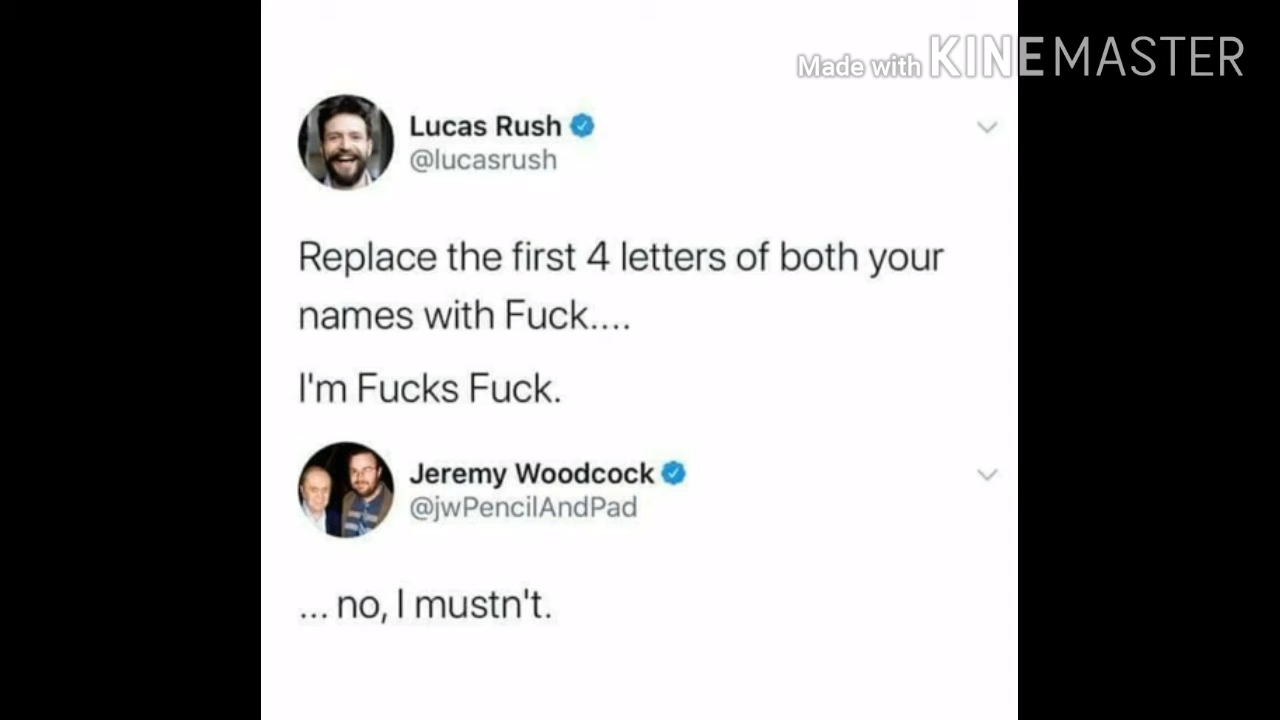 Made with KINEMASTER
Lucas Rush
@lucasrush
Replace the first 4 letters of both your
names with Fuck....
I'm Fucks Fuck.
Jeremy Woodcock
@jwPencilAndPad
... no, I mustn't.